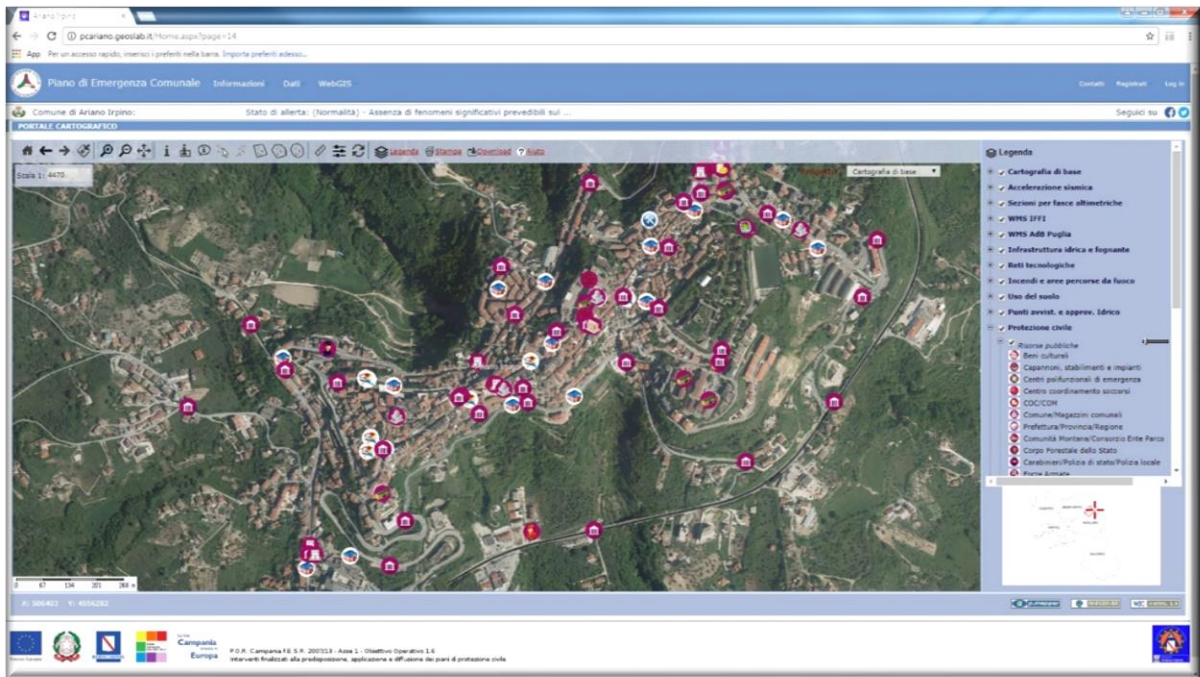 Ariano Irpino
pcariano.geoslab.it/Home.aspx?page=14
App Per un accesso rapido, inserisci i preferiti nella barra. Importa preferiti adesso...
Piano di Emergenza Comunale Informazioni Dati WebGIS Contatti Registrati Log in
Comune di Ariano Irpino: Stato di allerta: (Normalità) - Assenza di fenomeni significativi prevedibili sul ... Seguici su
PORTALE CARTOGRAFICO
Legenda Stampa Download Aiuto
Scala 1: 4470
Cartografia di base
Legenda
Cartografia di base
Accelerazione sismica
Sezioni per fasce altimetriche
WMS IFFI
WMS AdB Puglia
Infrastruttura idrica e fognante
Reti tecnologiche
Incendi e aree percorse da fuoco
Uso del suolo
Punti avvist. e approv. Idrico
Protezione civile
Risorse pubbliche
Beni culturali
Capannoni, stabilimenti e impianti
Centri polifunzionali di emergenza
Centro coordinamento soccorsi
COC/COM
Comune/Magazzini comunali
Prefettura/Provincia/Regione
Comunità Montana/Consorzio Ente Parco
Corpo Forestale dello Stato
Carabinieri/Polizia di stato/Polizia locale
Forze Armate
0 67 134 201 268 m
X: 506402 Y: 4556202
Campania
Europa
P.O.R. Campania F.E.S.R. 2007/13 - Asse 1 - Obiettivo Operativo 1.6
Interventi finalizzati alla predisposizione, applicazione e diffusione dei piani di protezione civile